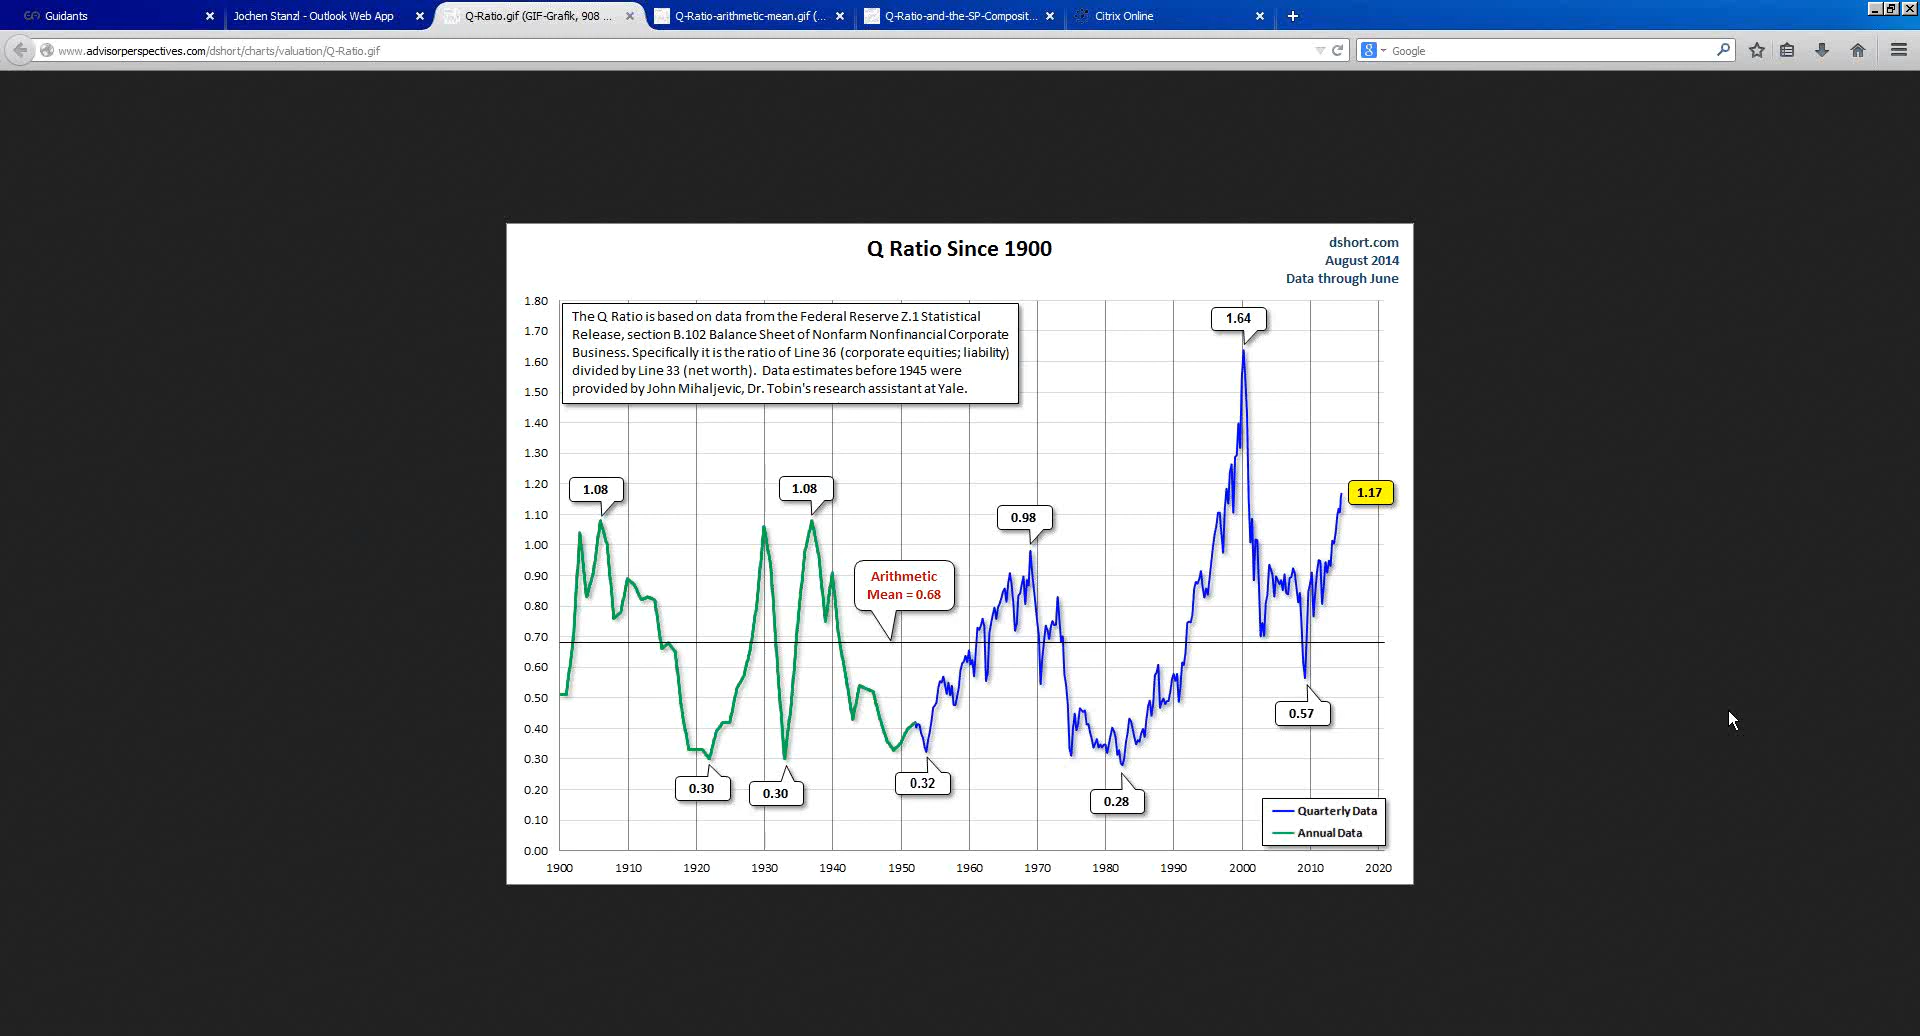 Guidants
Jochen Stanzl - Outlook Web App
Q-Ratio.gif (GIF-Grafik, 908 ...
Q-Ratio-arithmetic-mean.gif (...
Q-Ratio-and-the-SP-Composit...
Citrix Online
www.advisorperspectives.com/dshort/charts/valuation/Q-Ratio.gif
Google
Q Ratio Since 1900
dshort.com
August 2014
Data through June
The Q Ratio is based on data from the Federal Reserve Z.1 Statistical
Release, section B.102 Balance Sheet of Nonfarm Nonfinancial Corporate
Business. Specifically it is the ratio of Line 36 (corporate equities; liability)
divided by Line 33 (net worth). Data estimates before 1945 were
provided by John Mihaljevic, Dr. Tobin's research assistant at Yale.
1.80
1.70
1.60
1.50
1.40
1.30
1.20
1.10
1.00
0.90
0.80
0.70
0.60
0.50
0.40
0.30
0.20
0.10
0.00
1.08
1.08
0.98
1.64
1.17
Arithmetic
Mean = 0.68
0.30
0.30
0.32
0.28
0.57
Quarterly Data
Annual Data
1900
1910
1920
1930
1940
1950
1960
1970
1980
1990
2000
2010
2020